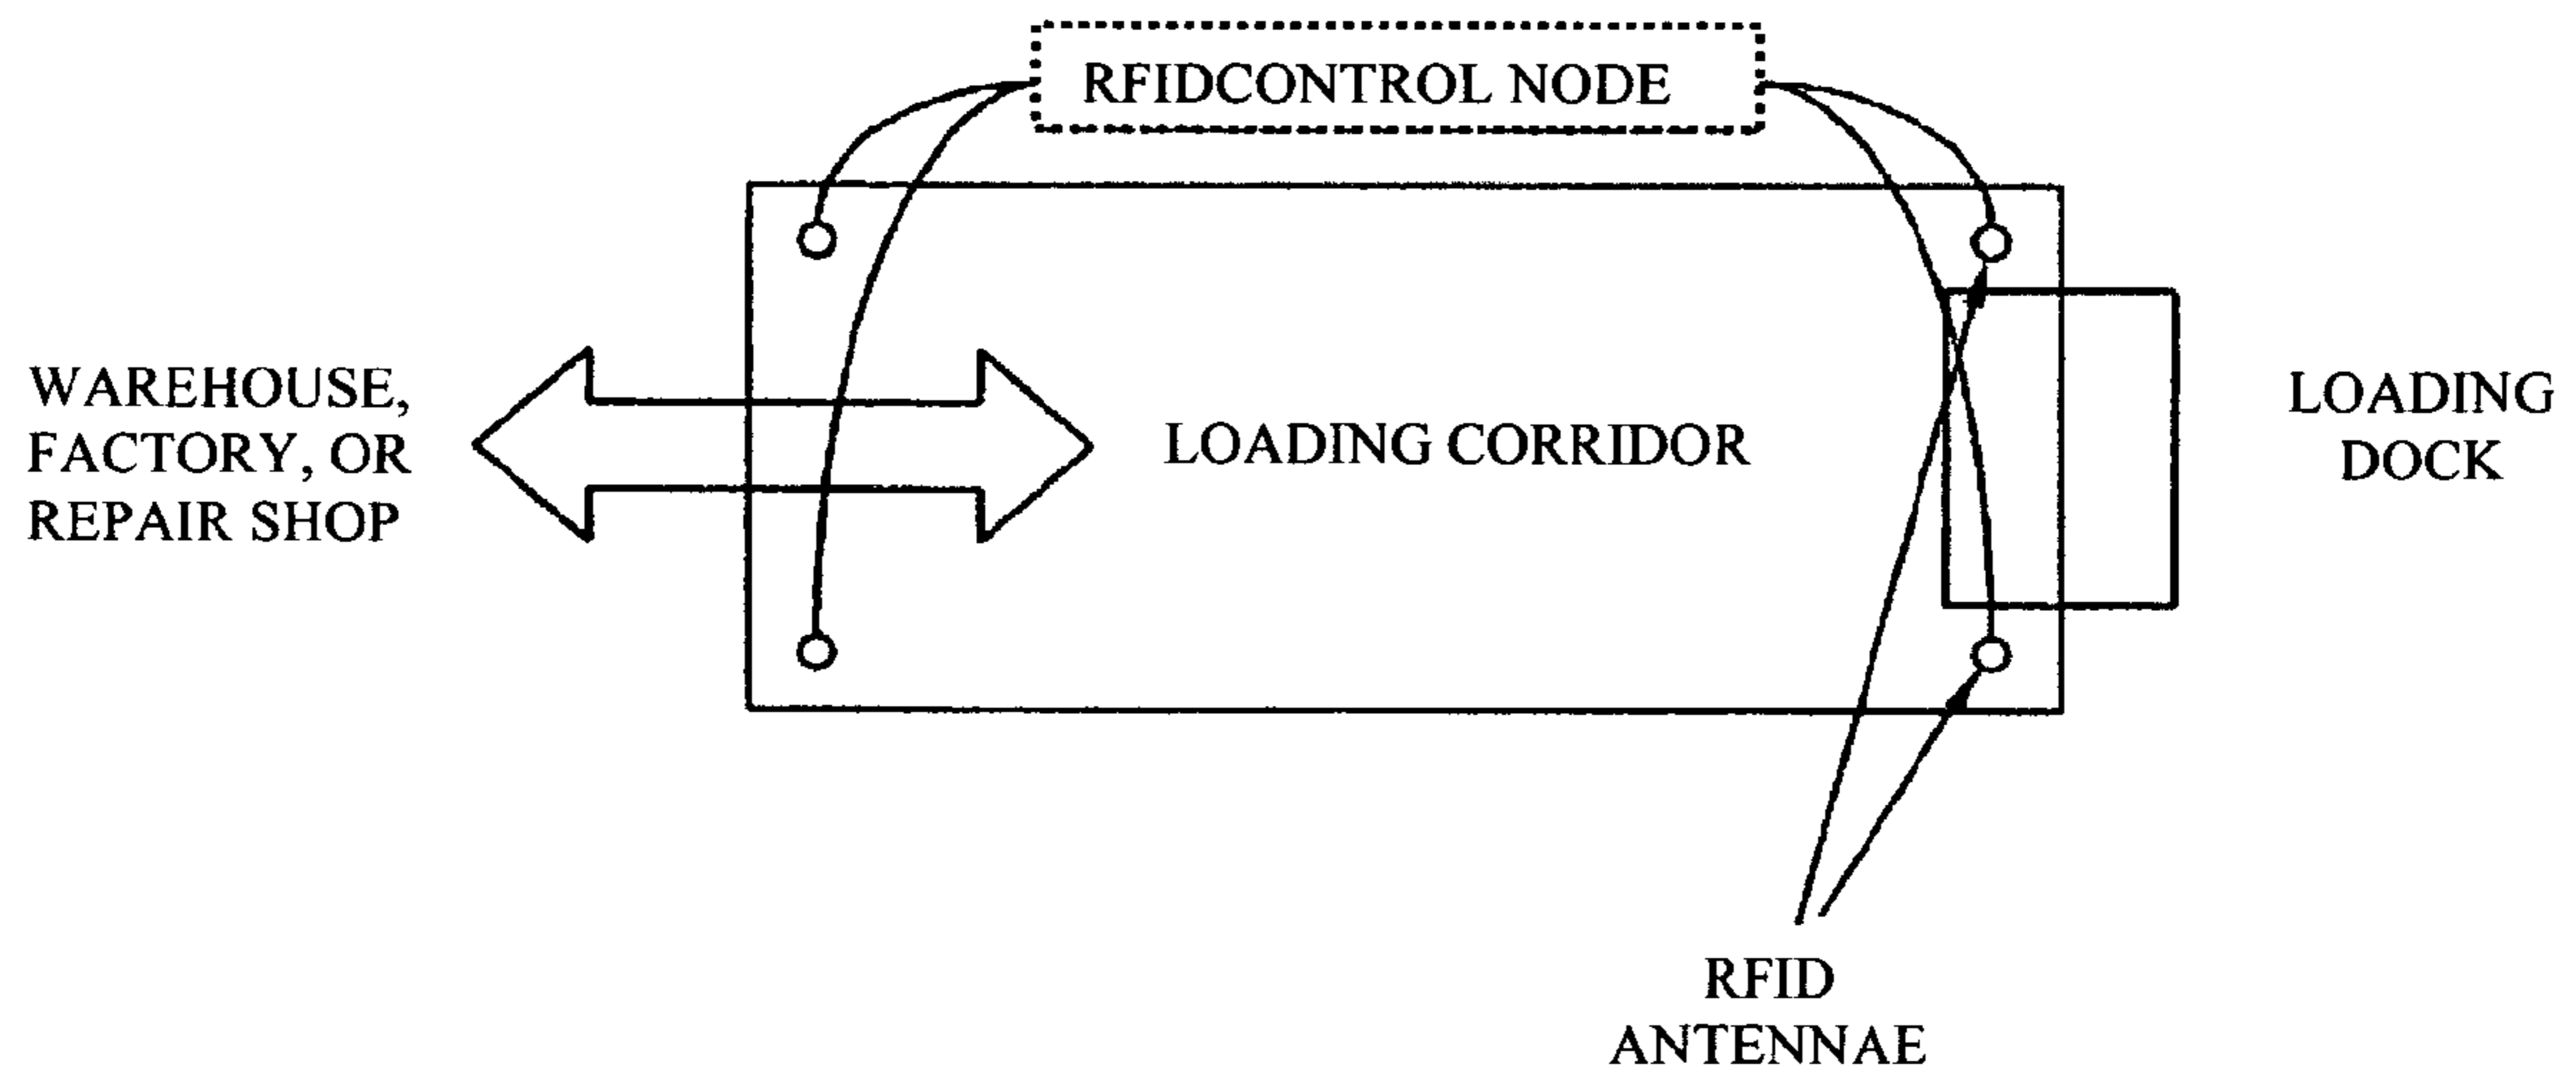 RFIDCONTROL NODE
WAREHOUSE,
FACTORY, OR
REPAIR SHOP
LOADING CORRIDOR
LOADING
DOCK
RFID
ANTENNAE